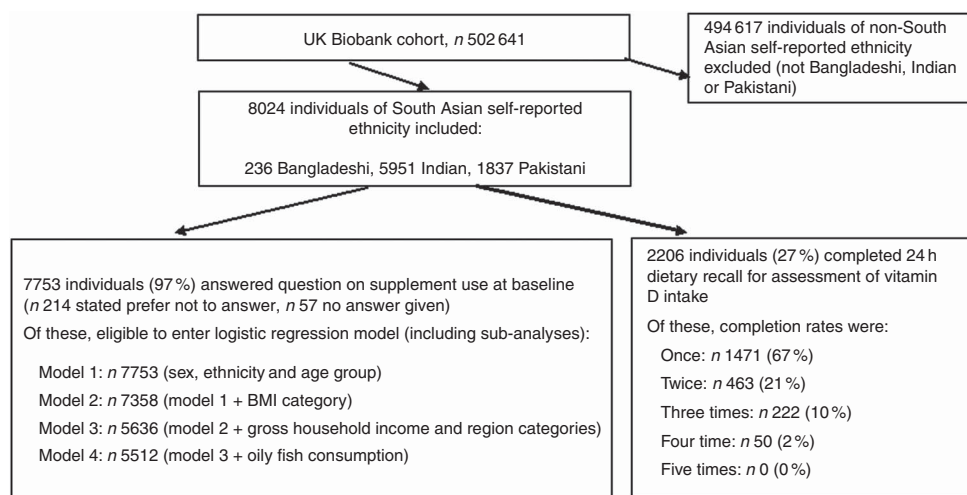 UK Biobank cohort, n 502 641
494 617 individuals of non-South
Asian self-reported ethnicity
excluded (not Bangladeshi, Indian
or Pakistani)
8024 individuals of South Asian self-reported
ethnicity included:
236 Bangladeshi, 5951 Indian, 1837 Pakistani
7753 individuals (97 %) answered question on supplement use at baseline
(n 214 stated prefer not to answer, n 57 no answer given)
Of these, eligible to enter logistic regression model (including sub-analyses):
Model 1: n 7753 (sex, ethnicity and age group)
Model 2: n 7358 (model 1 + BMI category)
Model 3: n 5636 (model 2 + gross household income and region categories)
Model 4: n 5512 (model 3 + oily fish consumption)
2206 individuals (27 %) completed 24 h
dietary recall for assessment of vitamin
D intake
Of these, completion rates were:
Once: n 1471 (67 %)
Twice: n 463 (21 %)
Three times: n 222 (10 %)
Four time: n 50 (2 %)
Five times: n 0 (0 %)